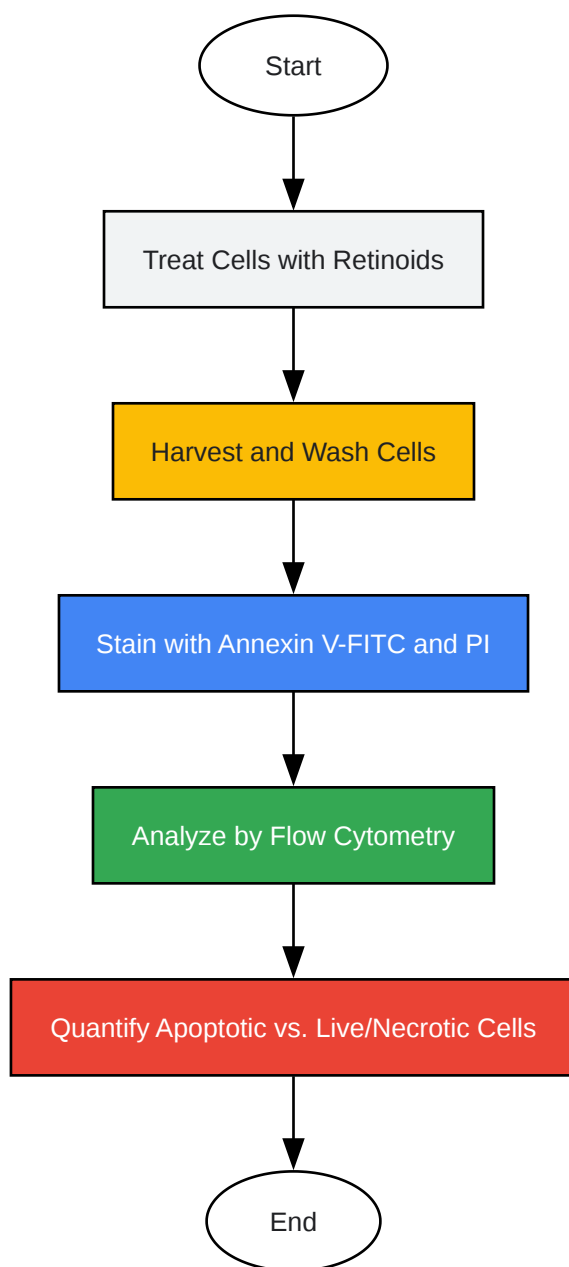 Start
Treat Cells with Retinoids
Harvest and Wash Cells
Stain with Annexin V-FITC and PI
Analyze by Flow Cytometry
Quantify Apoptotic vs. Live/Necrotic Cells
End